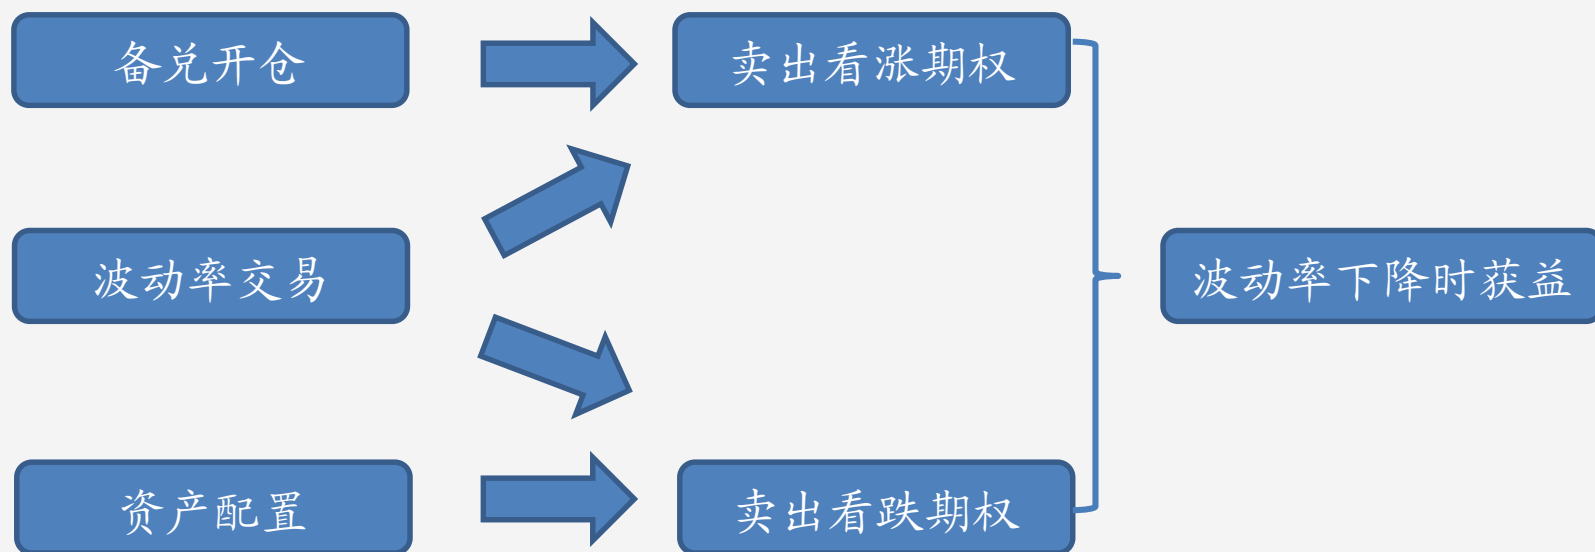 备兑开仓
卖出看涨期权
波动率交易
波动率下降时获益
资产配置
卖出看跌期权